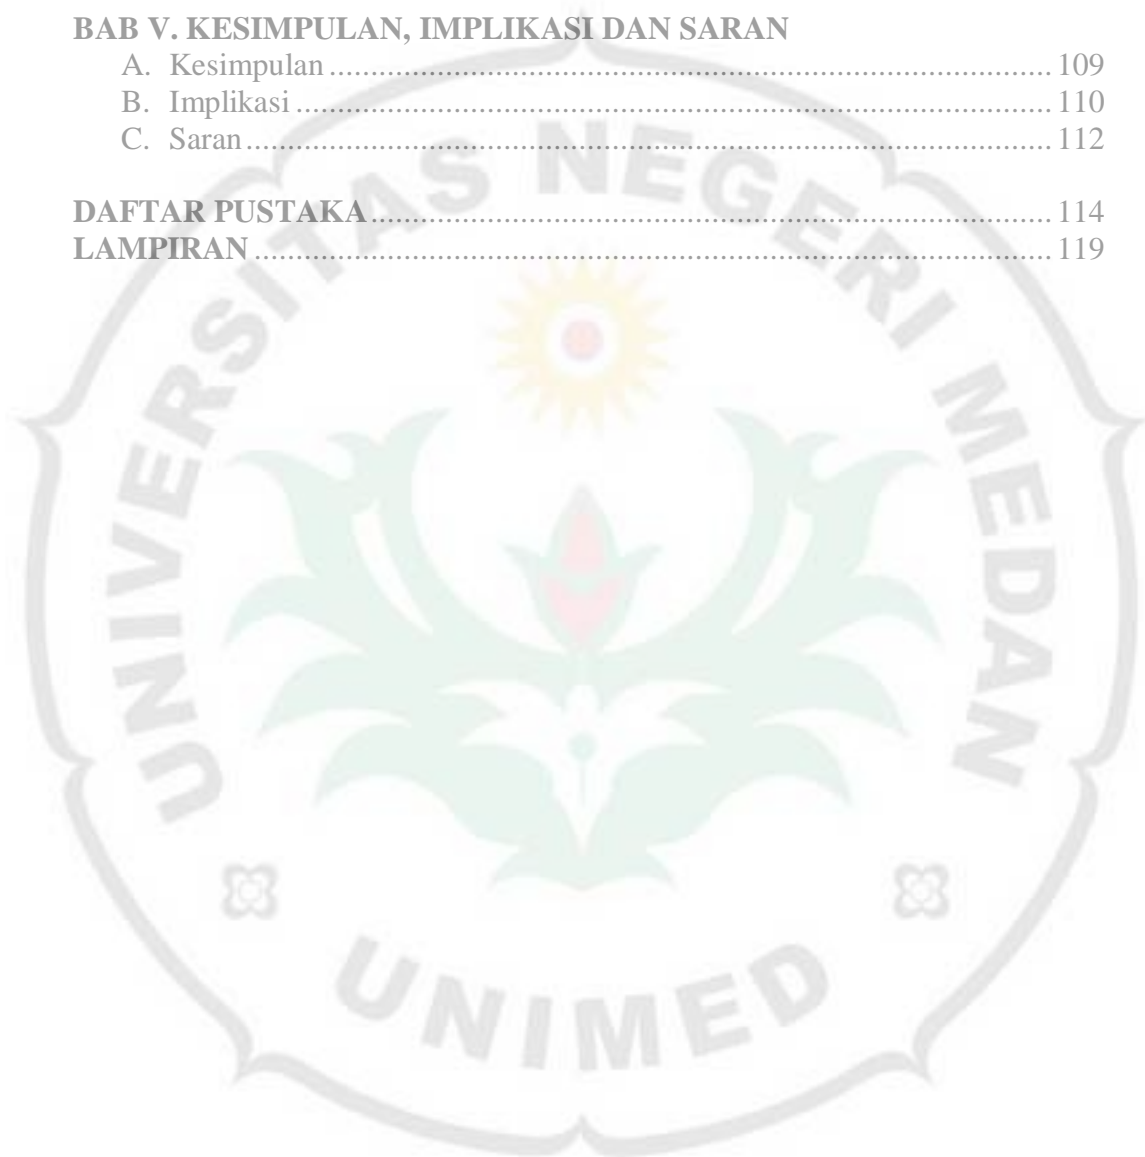 BAB V. KESIMPULAN, IMPLIKASI DAN SARAN
A. Kesimpulan ........................................................................................ 109
B. Implikasi ............................................................................................ 110
C. Saran .................................................................................................. 112
DAFTAR PUSTAKA ................................................................................... 114
LAMPIRAN ................................................................................................. 119
UNIVERSITAS NEGERI MEDAN
UNIMED